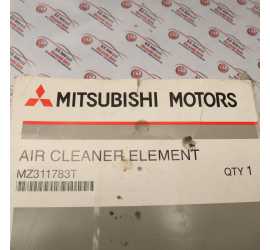 MITSUBISHI MOTORS
AIR CLEANER ELEMENT
MZ311783T
QTY 1